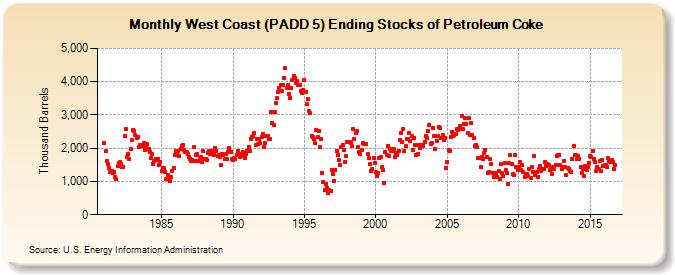 Monthly West Coast (PADD 5) Ending Stocks of Petroleum Coke
Thousand Barrels
5,000
4,000
3,000
2,000
1,000
0
1985 1990 1995 2000 2005 2010 2015
Source: U.S. Energy Information Administration